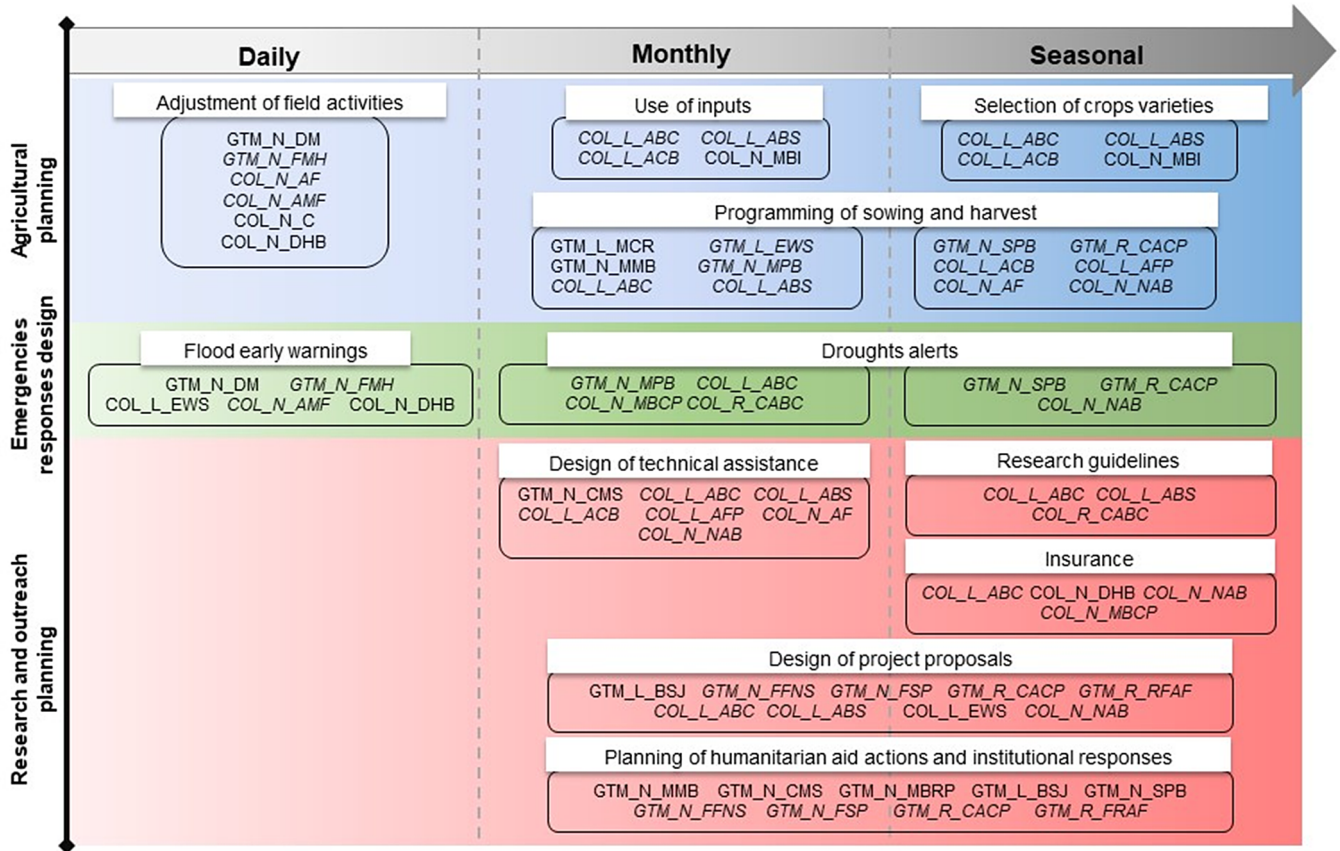 Daily Monthly Seasonal
Agricultural
planning
Adjustment of field activities
GTM_N_DM
GTM_N_FMH
COL_N_AF
COL_N_AMF
COL_N_C
COL_N_DHB
Use of inputs
COL_L_ABC COL_L_ABS
COL_L_ACB COL_N_MBI
Selection of crops varieties
COL_L_ABC COL_L_ABS
COL_L_ACB COL_N_MBI
Programming of sowing and harvest
GTM_L_MCR GTM_L_EWS
GTM_N_MMB GTM_N_MPB
COL_L_ABC COL_L_ABS
GTM_N_SPB GTM_R_CACP
COL_L_ACB COL_L_AFP
COL_N_AF COL_N_NAB
Emergencies
responses design
Flood early warnings
GTM_N_DM GTM_N_FMH
COL_L_EWS COL_N_AMF COL_N_DHB
Droughts alerts
GTM_N_MPB COL_L_ABC
COL_N_MBCP COL_R_CABC
GTM_N_SPB GTM_R_CACP
COL_N_NAB
Research and outreach
planning
Design of technical assistance
GTM_N_CMS COL_L_ABC COL_L_ABS
COL_L_ACB COL_L_AFP COL_N_AF
COL_N_NAB
Research guidelines
COL_L_ABC COL_L_ABS
COL_R_CABC
Insurance
COL_L_ABC COL_N_DHB COL_N_NAB
COL_N_MBCP
Design of project proposals
GTM_L_BSJ GTM_N_FFNS GTM_N_FSP GTM_R_CACP GTM_R_RFAF
COL_L_ABC COL_L_ABS COL_L_EWS COL_N_NAB
Planning of humanitarian aid actions and institutional responses
GTM_N_MMB GTM_N_CMS GTM_N_MBRP GTM_L_BSJ GTM_N_SPB
GTM_N_FFNS GTM_N_FSP GTM_R_CACP GTM_R_FRAF